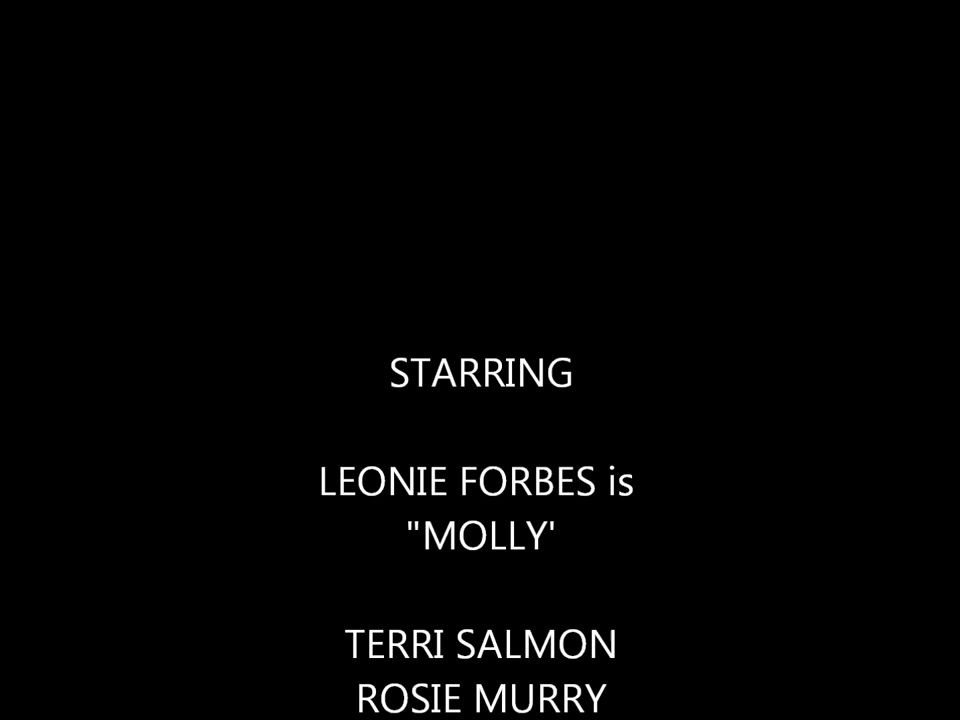 STARRING
LEONIE FORBES is
"MOLLY'
TERRI SALMON
ROSIE MURRY